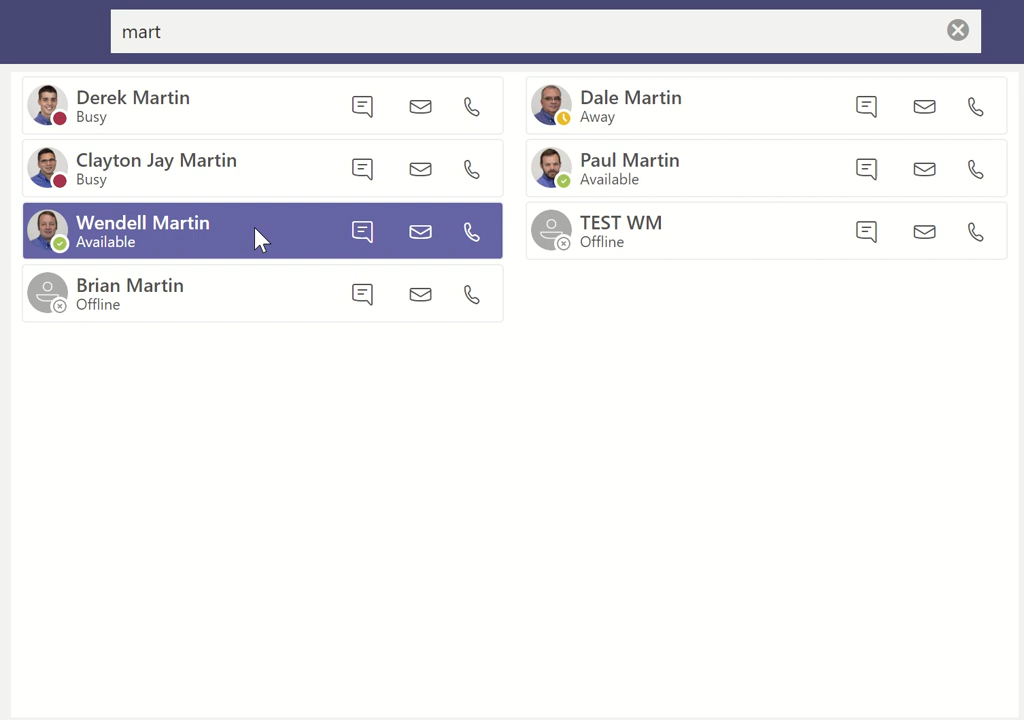 mart
Derek Martin
Busy
Dale Martin
Away
Clayton Jay Martin
Busy
Paul Martin
Available
Wendell Martin
Available
TEST WM
Offline
Brian Martin
Offline